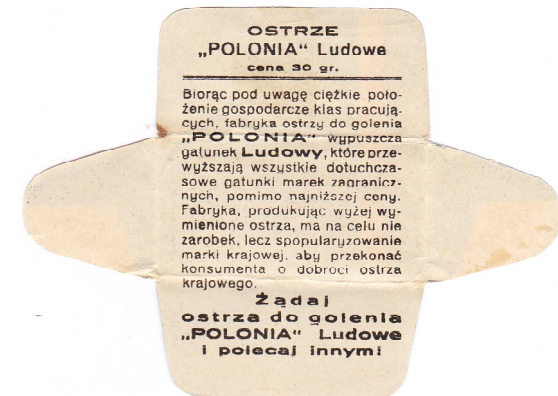 OSTRZE
„POLONIA“ Ludowe
cena 30 gr.
Biorąc pod uwagę ciężkie poło-
żenie gospodarcze klas pracują-
cych, fabryka ostrzy do golenia
„POLONIA“ wypuszcza
gatunek Ludowy, które prze-
wyższają wszystkie dotuchcza-
sowe gatunki marek zagranicz-
nych, pomimo najniższej ceny.
Fabryka, produkując wyżej wy-
mienione ostrza, ma na celu nie
zarobek, lecz spopularyzowanie
marki krajowej, aby przekonać
konsumenta o dobroci ostrza
krajowego.
Żądaj
ostrza do golenia
„POLONIA“ Ludowe
i polecaj innymi